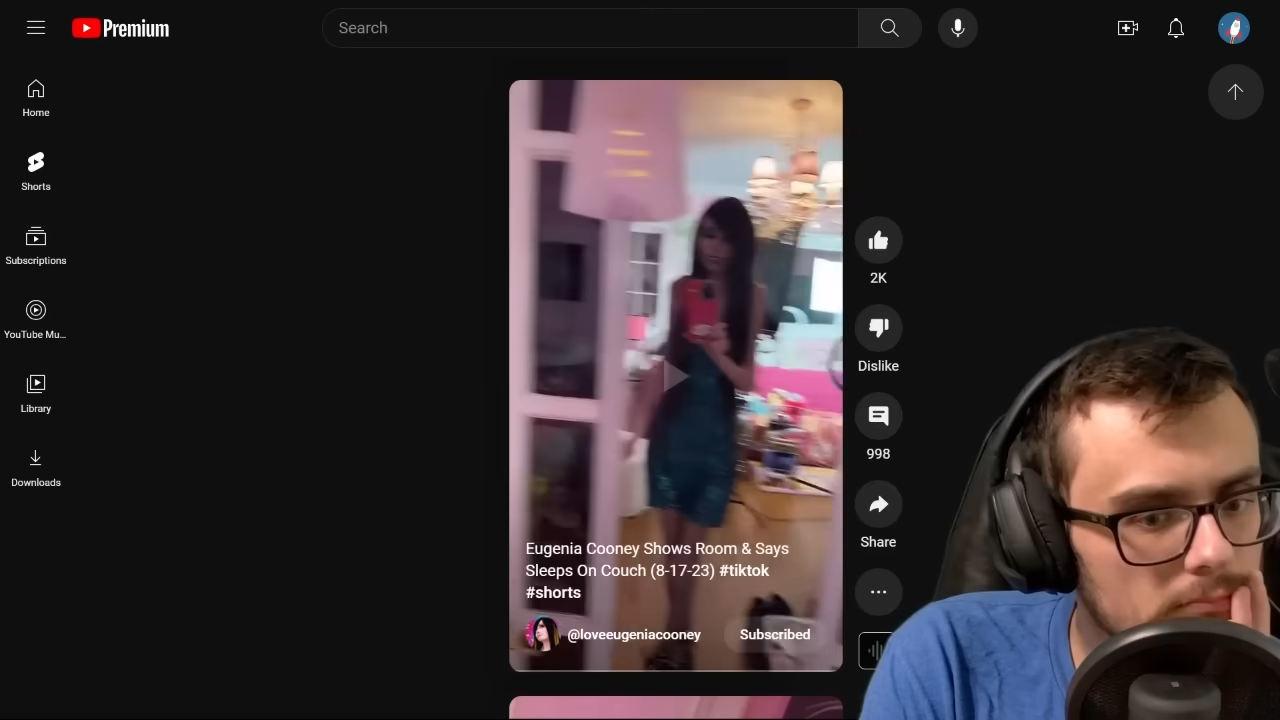 Premium
Search
Home
Shorts
Subscriptions
YouTube Mu...
Library
Downloads
2K
Dislike
998
Share
Eugenia Cooney Shows Room & Says
Sleeps On Couch (8-17-23) #tiktok
#shorts
@loveeugeniacooney Subscribed